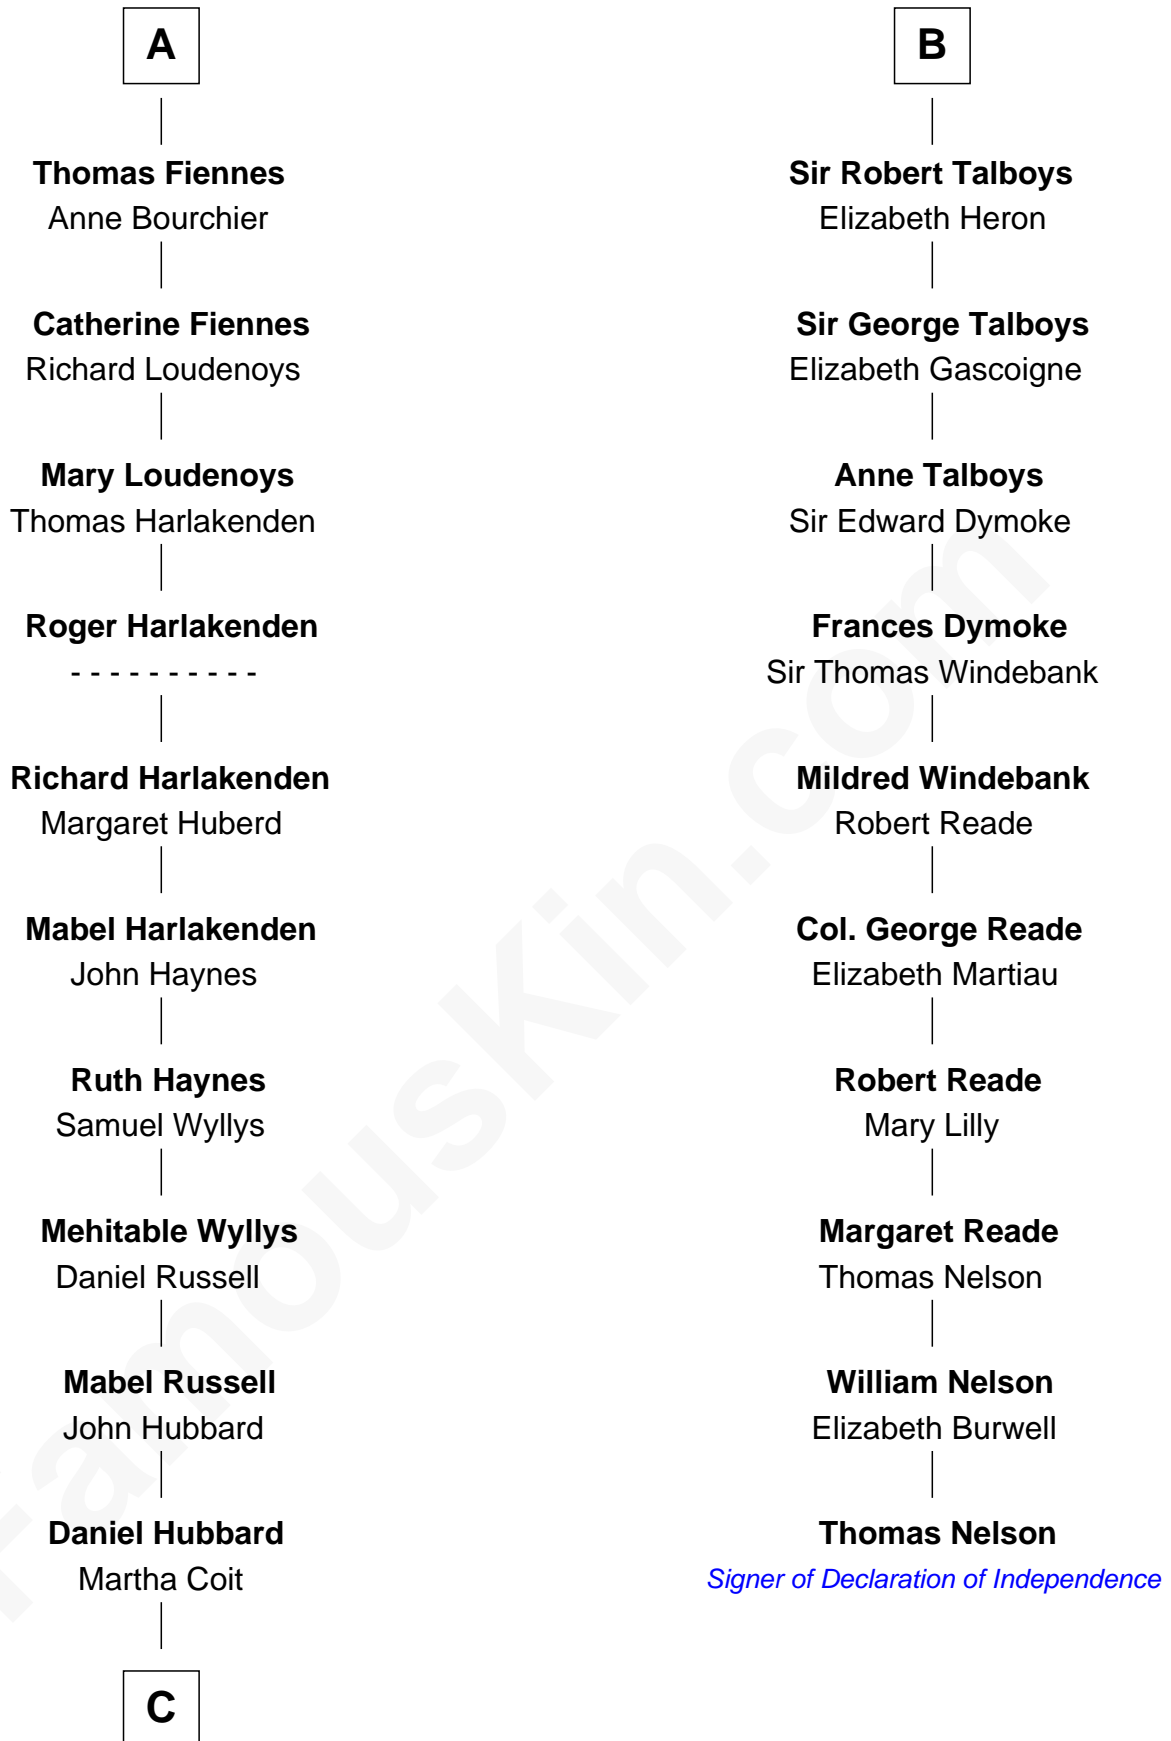 A
Thomas Fiennes
Anne Bourchier
Catherine Fiennes
Richard Loudenoys
Mary Loudenoys
Thomas Harlakenden
Roger Harlakenden
- - - - - - - - - -
Richard Harlakenden
Margaret Huberd
Mabel Harlakenden
John Haynes
Ruth Haynes
Samuel Wyllys
Mehitable Wyllys
Daniel Russell
Mabel Russell
John Hubbard
Daniel Hubbard
Martha Coit
C
B
Sir Robert Talboys
Elizabeth Heron
Sir George Talboys
Elizabeth Gascoigne
Anne Talboys
Sir Edward Dymoke
Frances Dymoke
Sir Thomas Windebank
Mildred Windebank
Robert Reade
Col. George Reade
Elizabeth Martiau
Robert Reade
Mary Lilly
Margaret Reade
Thomas Nelson
William Nelson
Elizabeth Burwell
Thomas Nelson
Signer of Declaration of Independence
FamousKin.com